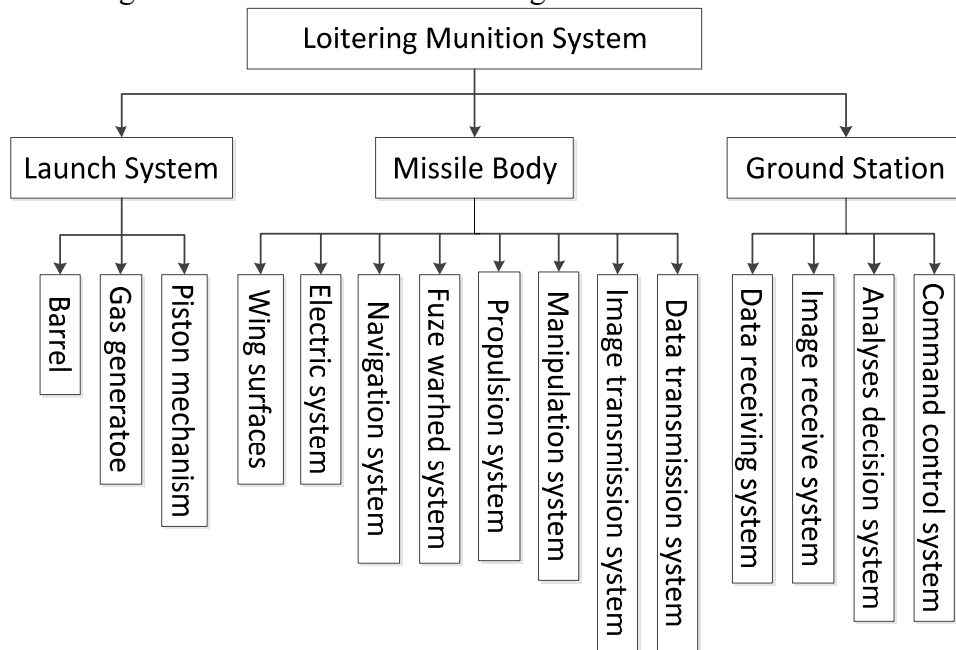 Loitering Munition System
Launch System
Missile Body
Ground Station
Barrel
Gas generatoe
Piston mechanism
Wing surfaces
Electric system
Navigation system
Fuze warhed system
Propulsion system
Manipulation system
Image transmission system
Data transmission system
Data receiving system
Image receive system
Analyses decision system
Command control system